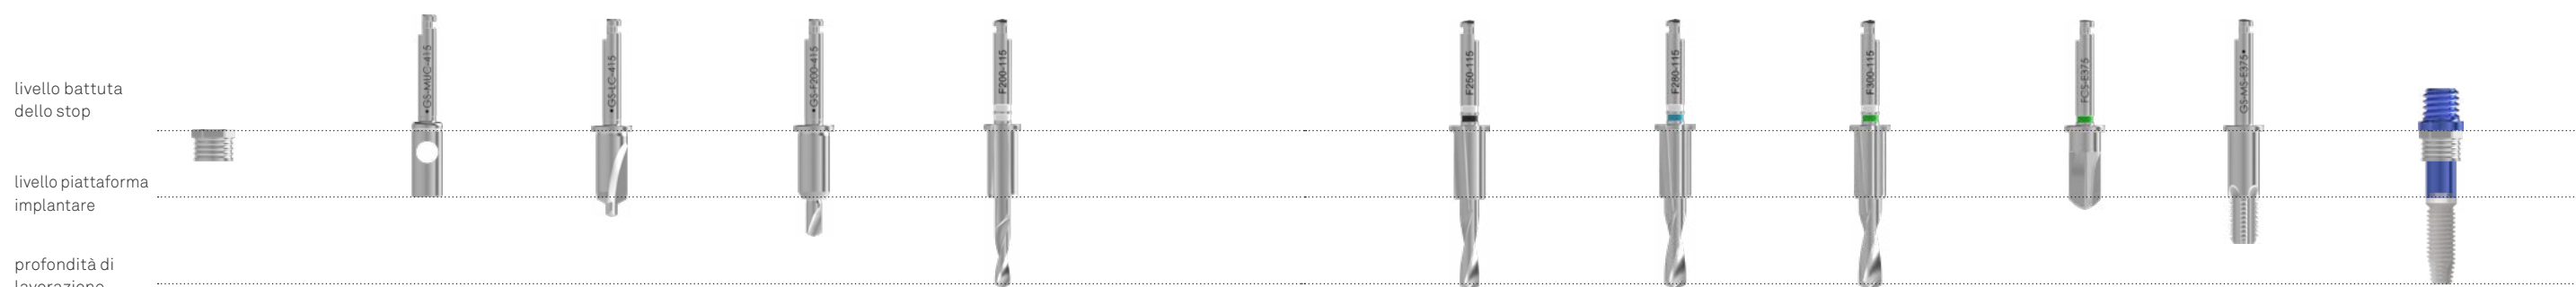 livello battuta
dello stop
livello piattaforma
implantare
profondità di
lavorazione
•GS-MUC-415
•GS-LC-415
•GS-F200-415
F200-115
F250-115
F280-115
F300-115
FCS-E375
GS-MS-E375•